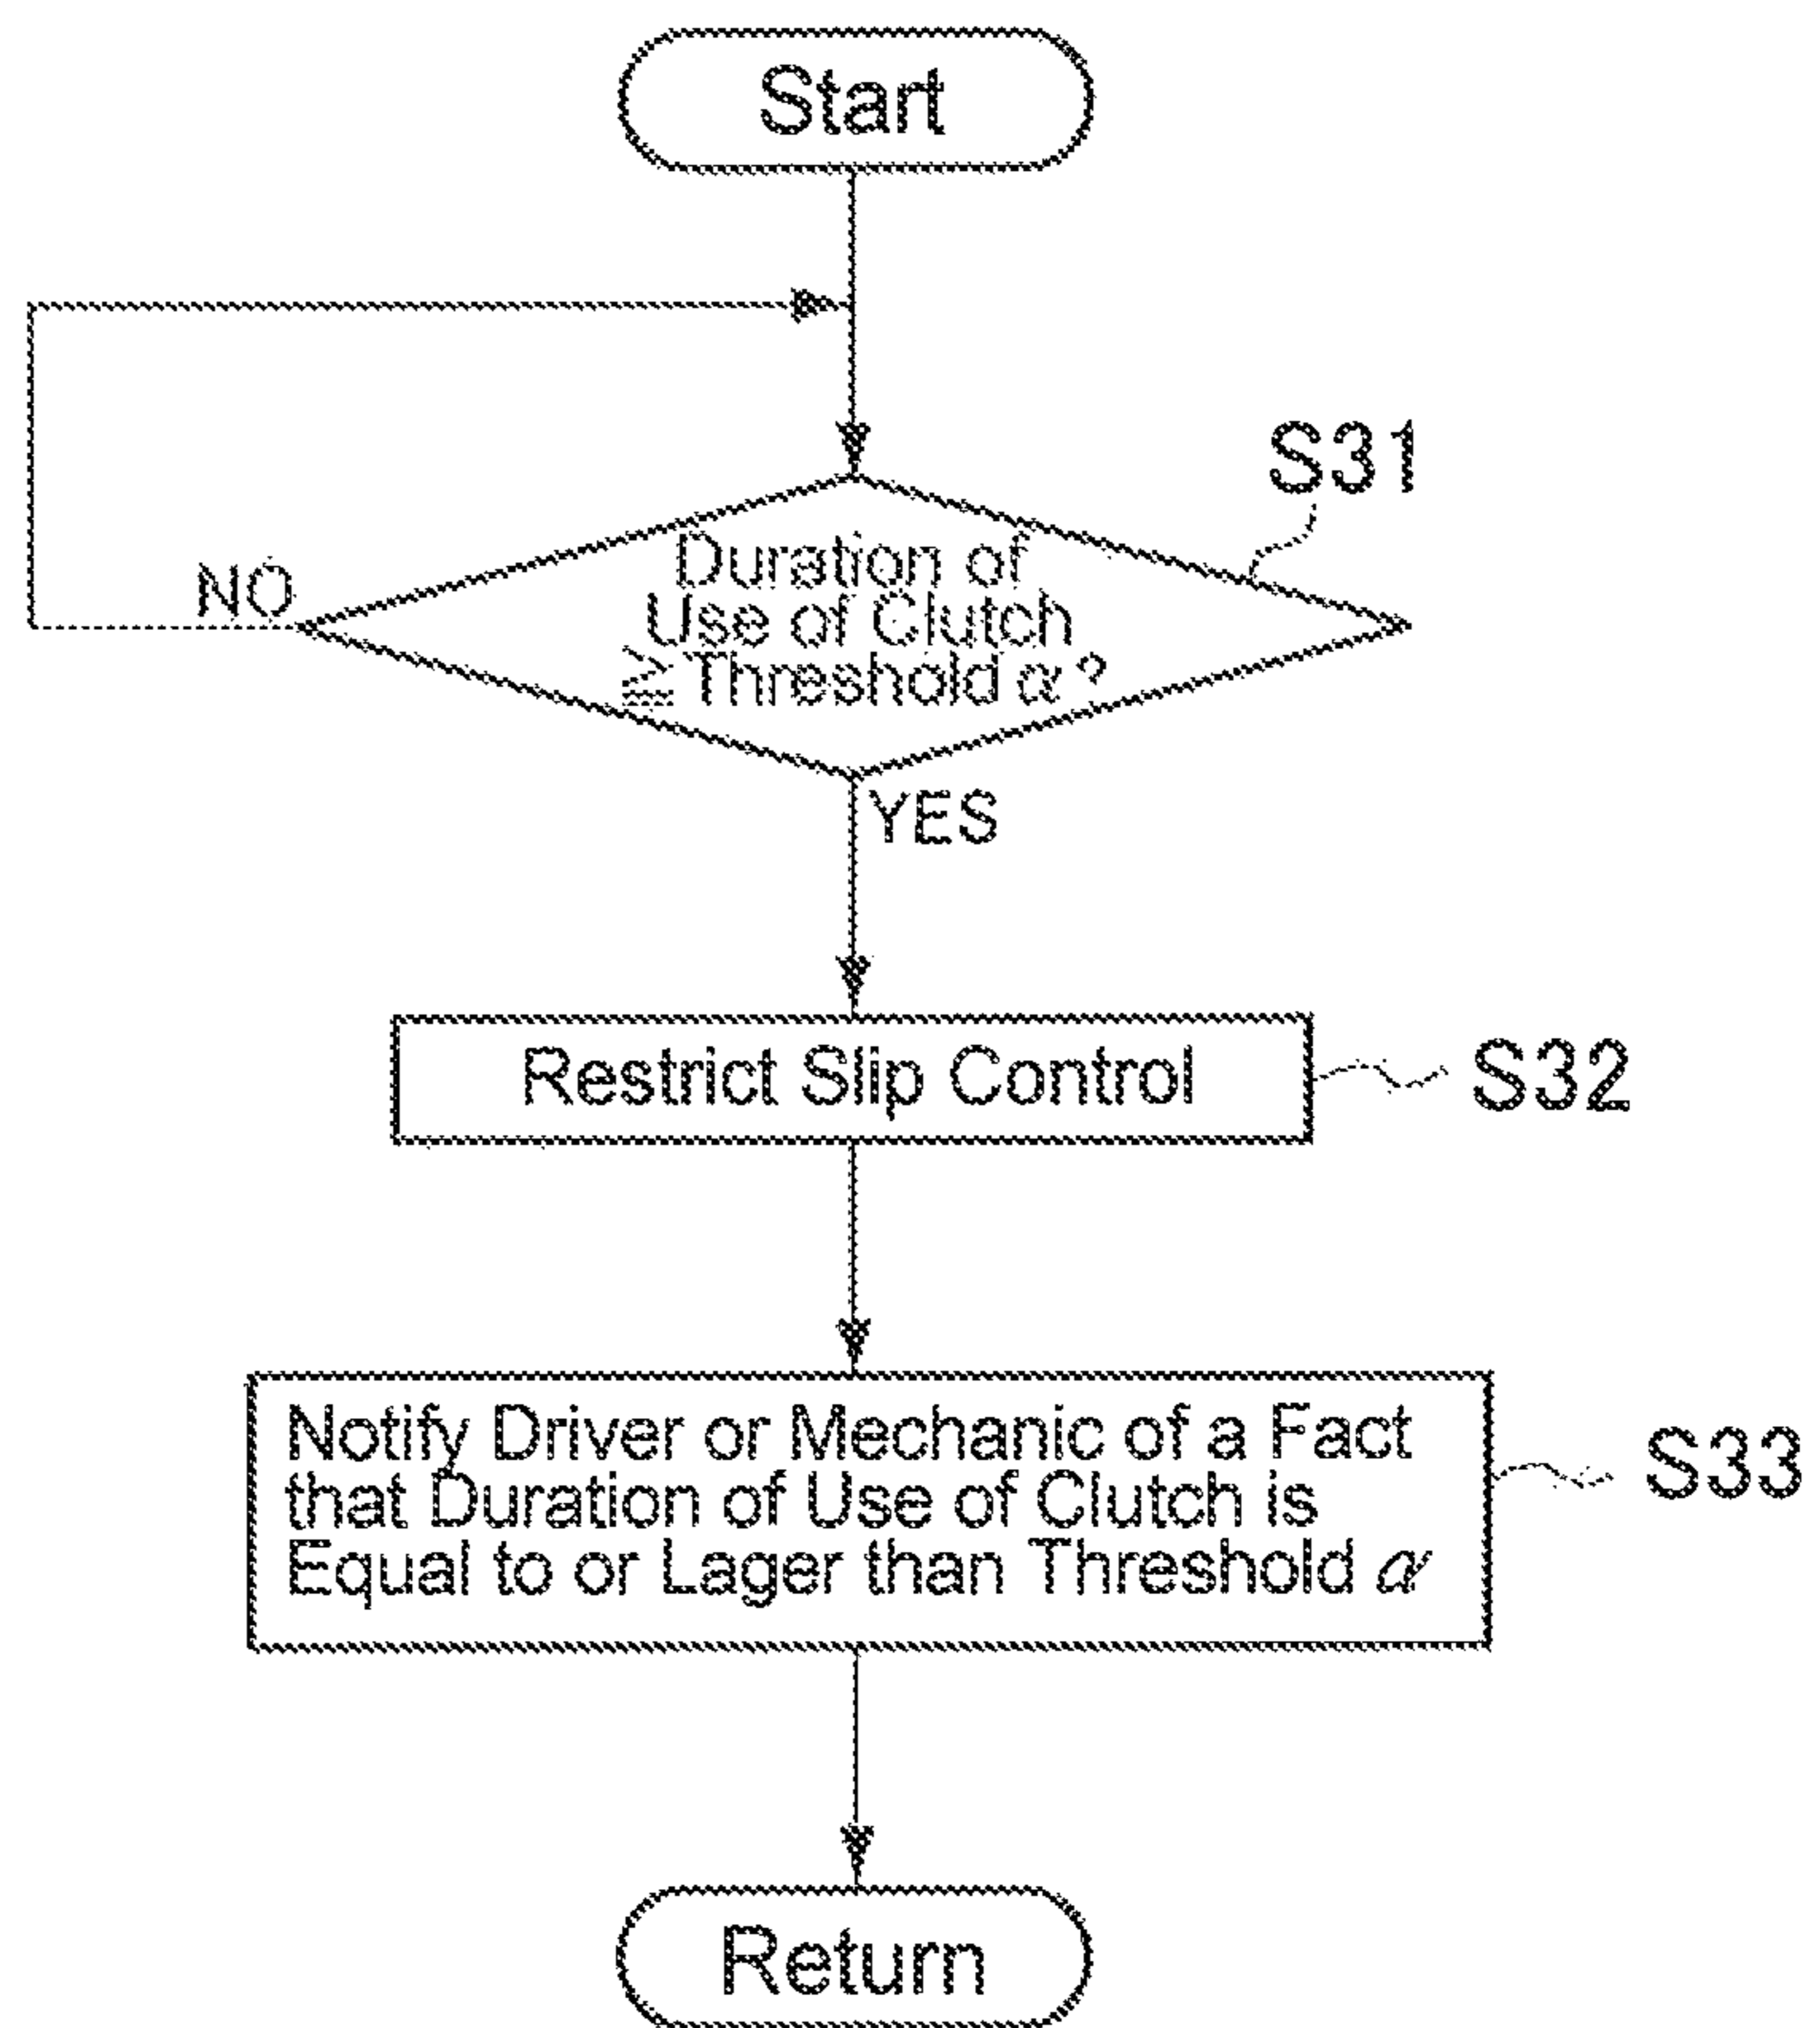 Start
S31
Duration of
Use of Clutch
≧Threshold α?
NO
YES
Restrict Slip Control
S32
Notify Driver or Mechanic of a Fact
that Duration of Use of Clutch is
Equal to or Lager than Threshold α
S33
Return